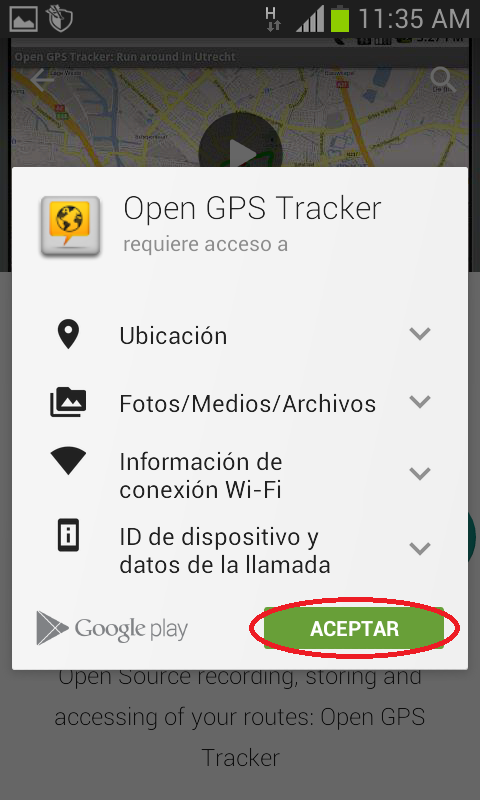 H
11:35 AM
Open GPS Tracker: Run around in Utrecht
Open GPS Tracker
requiere acceso a
Ubicación
Fotos/Medios/Archivos
Información de
conexión Wi-Fi
ID de dispositivo y
datos de la llamada
Google play
ACEPTAR
Open Source recording, storing and
accessing of your routes: Open GPS
Tracker